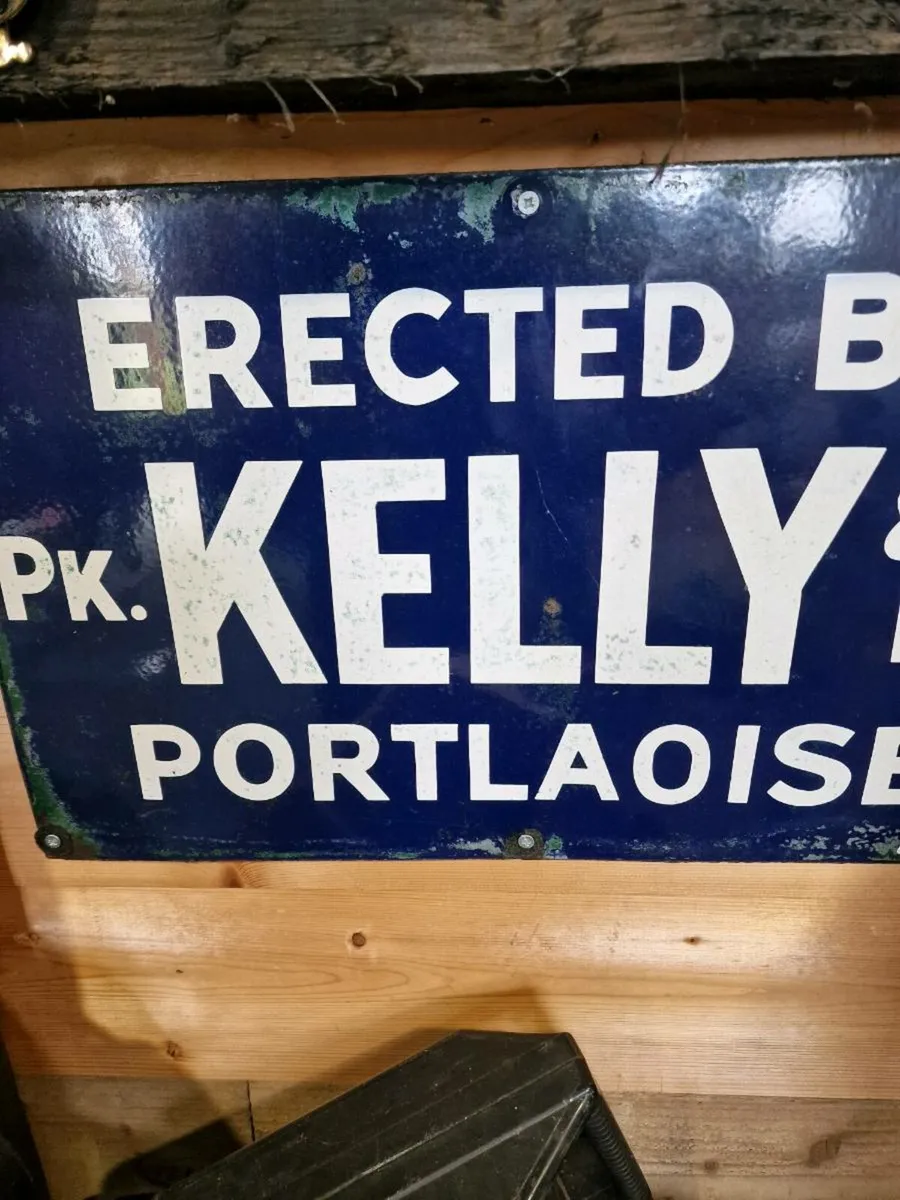 ERECTED B
PK. KELLY &
PORTLAOISE